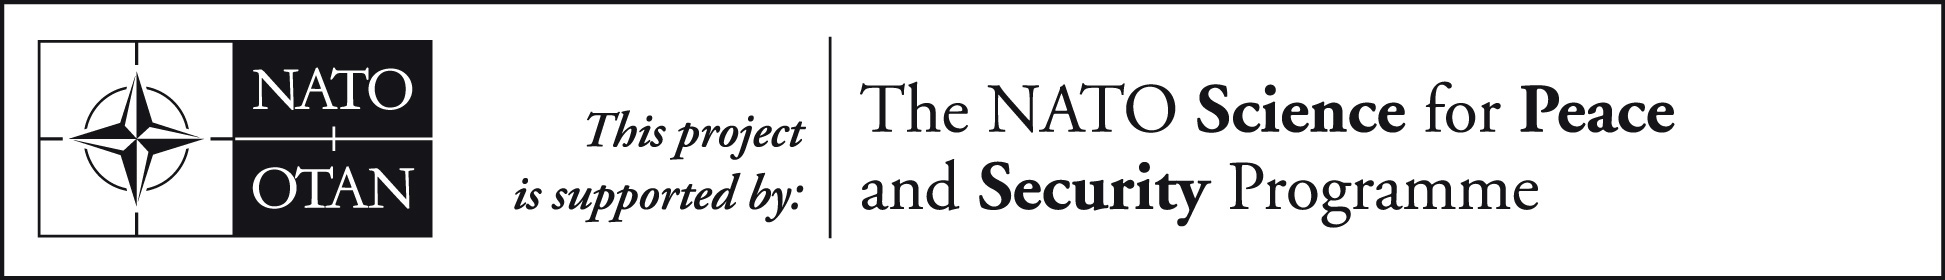 NATO
OTAN
This project
is supported by:
The NATO Science for Peace
and Security Programme